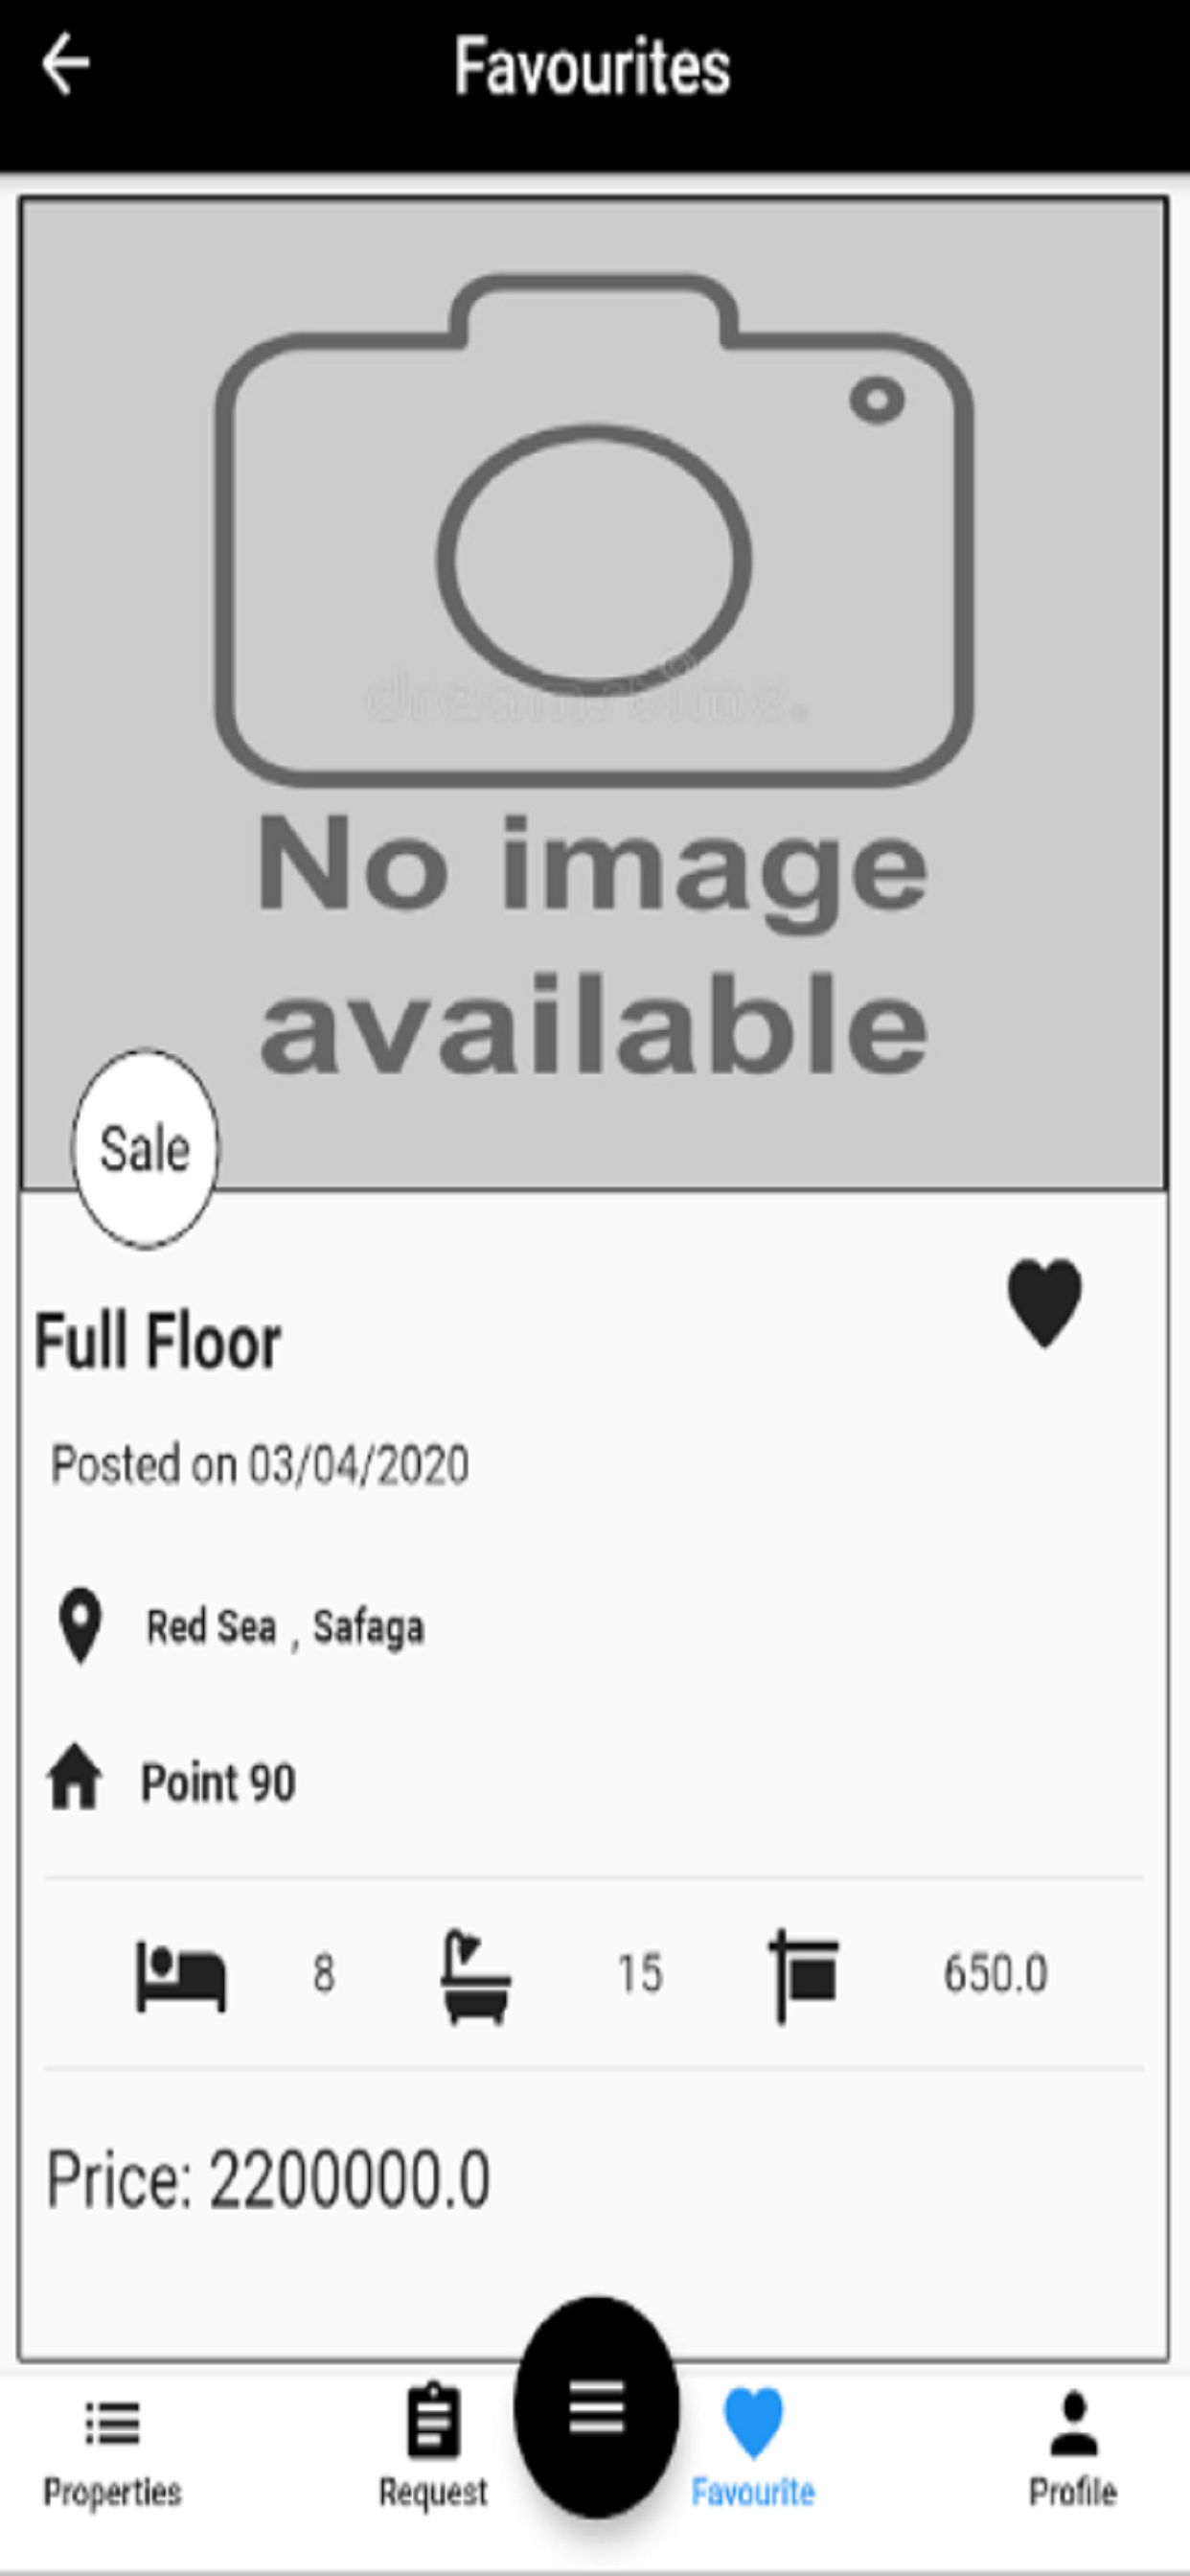 Favourites
dreamstime.
No image
available
Sale
Full Floor
Posted on 03/04/2020
Red Sea , Safaga
Point 90
8 15 650.0
Price: 2200000.0
Properties Request Favourite Profile